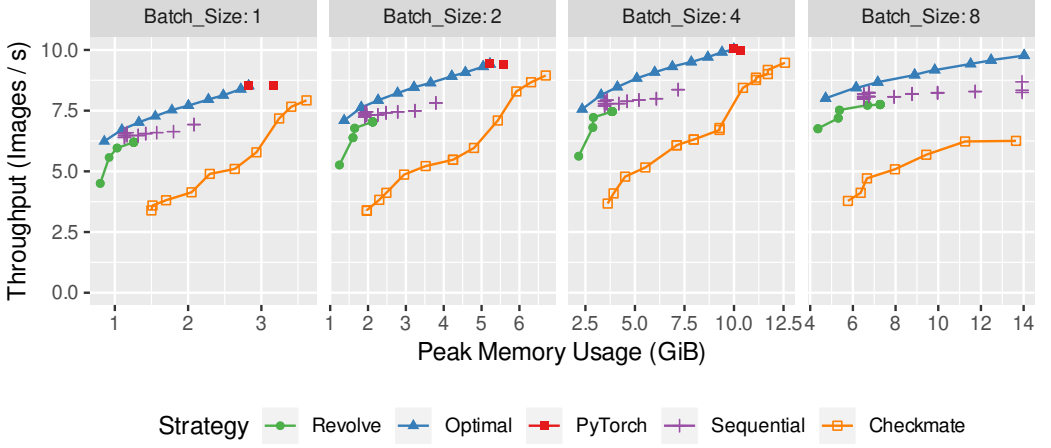 Batch_Size: 1 Batch_Size: 2 Batch_Size: 4 Batch_Size: 8
Throughput (Images / s)
10.0
7.5
5.0
2.5
0.0
1 2 3 1 2 3 4 5 6 2.5 5.0 7.5 10.0 12.5 4 6 8 10 12 14
Peak Memory Usage (GiB)
Strategy Revolve Optimal PyTorch Sequential Checkmate